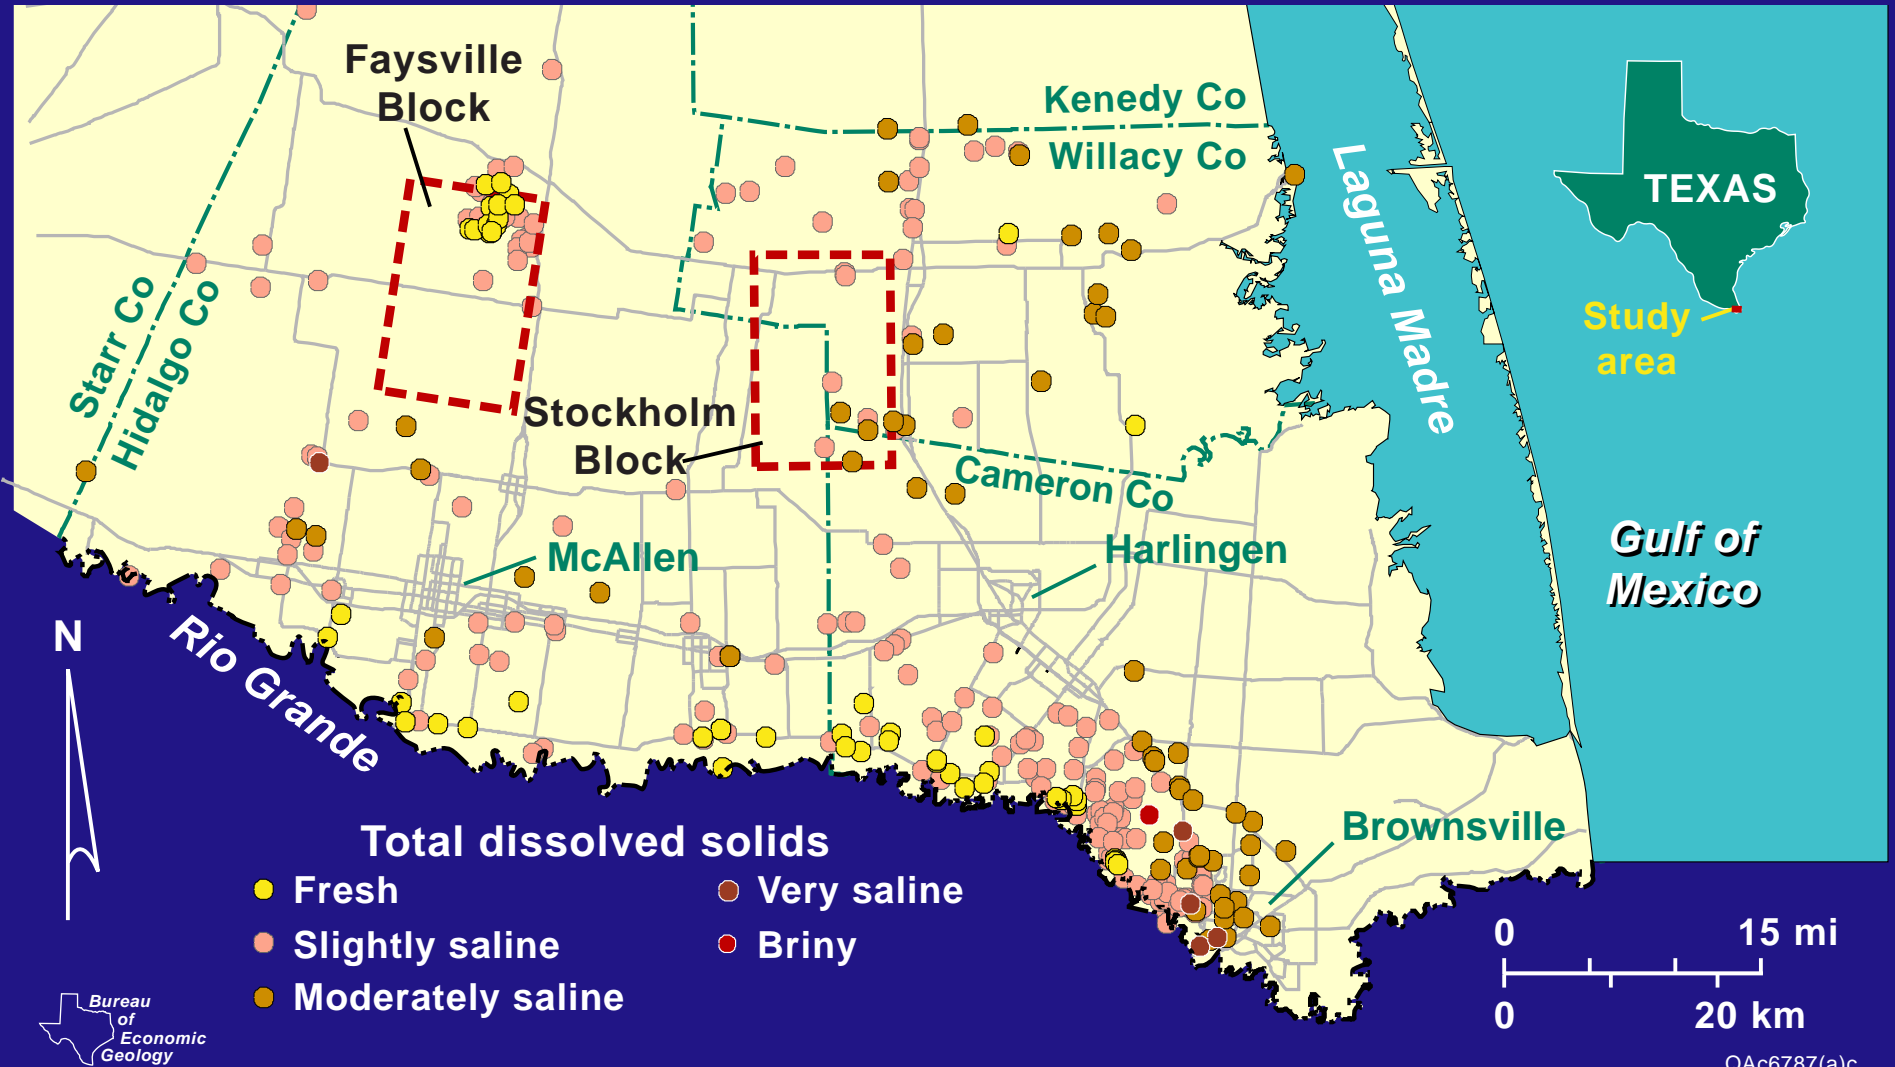 Faysville
Block
Kenedy Co
Willacy Co
Laguna Madre
TEXAS
Study
area
Starr Co
Hidalgo Co
Stockholm
Block
Cameron Co
McAllen
Harlingen
Gulf of
Mexico
N
Rio Grande
Brownsville
Total dissolved solids
Fresh
Very saline
Slightly saline
Briny
Moderately saline
0
15 mi
0
20 km
Bureau
of
Economic
Geology
QAc6787(a)c